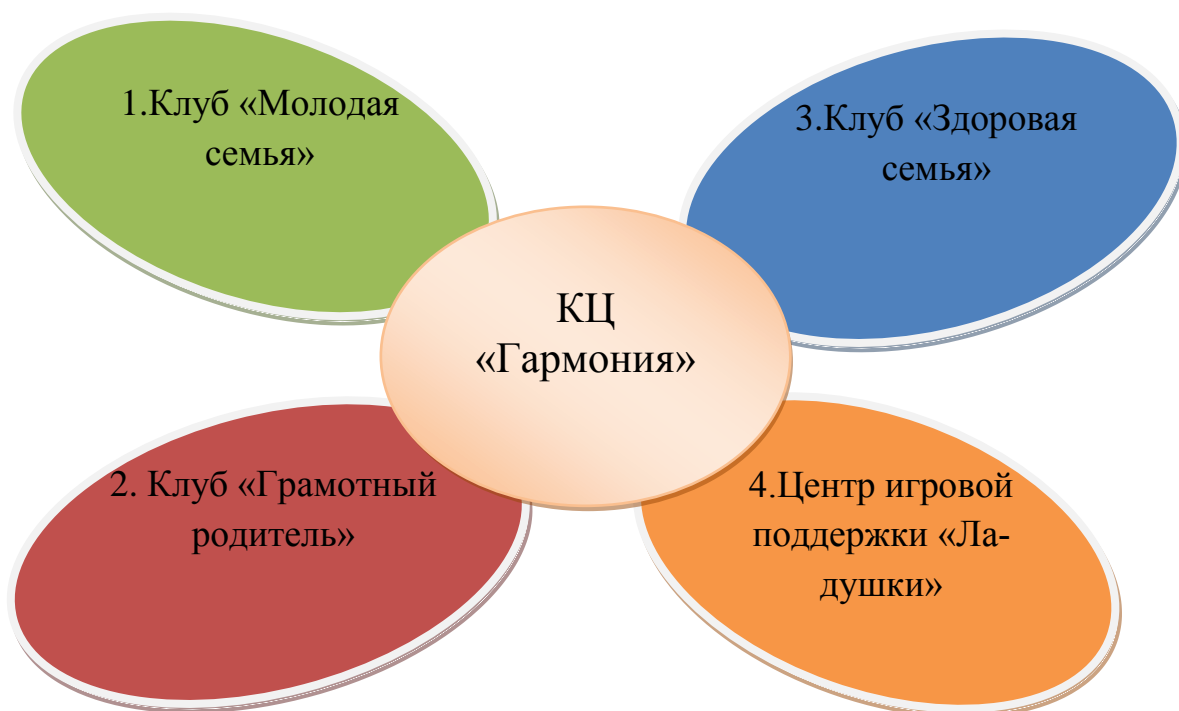 1.Клуб «Молодая
семья»
3.Клуб «Здоровая
семья»
КЦ
«Гармония»
2. Клуб «Грамотный
родитель»
4.Центр игровой
поддержки «Ла-
душки»